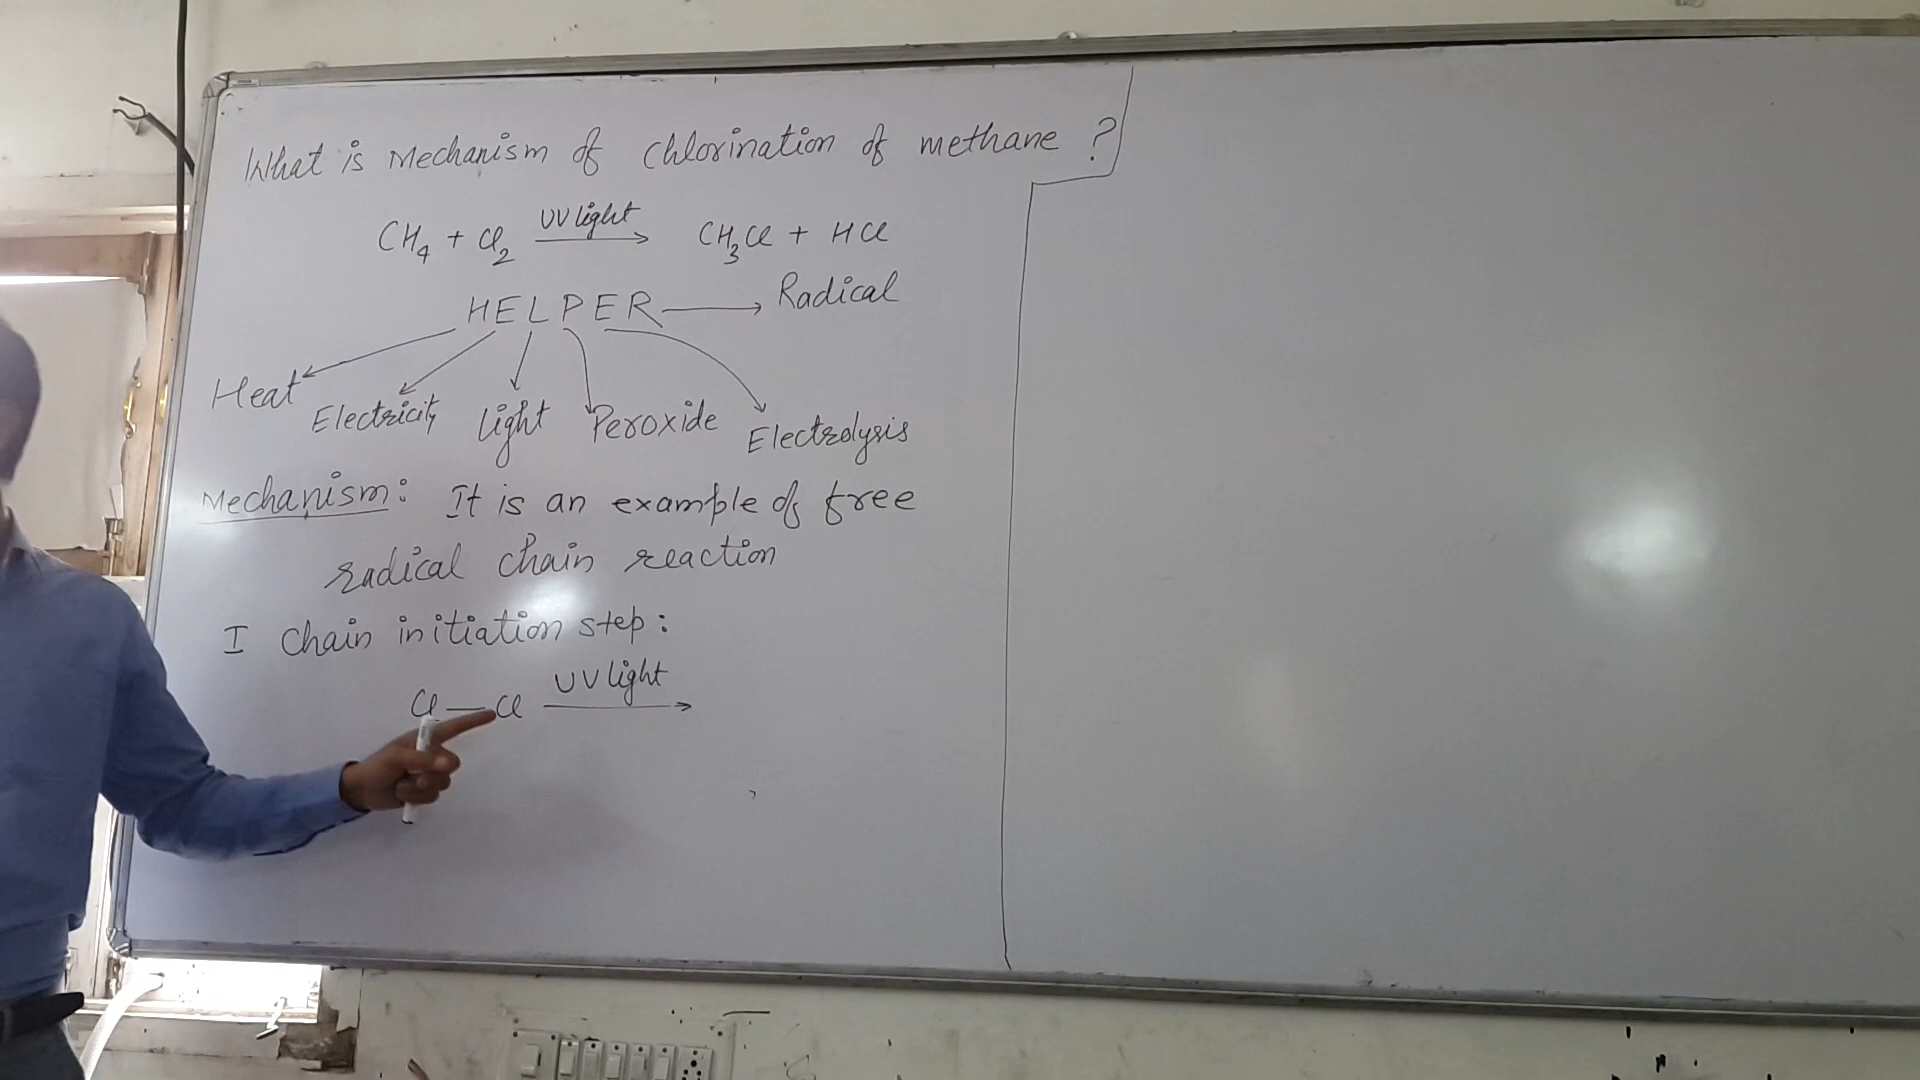 What is Mechanism of chlorination of methane ?
CH4 + Cl2 UV light → CH3Cl + HCl
HELPER → Radical
Heat Electricity light Peroxide Electrolysis
Mechanism: It is an example of free
radical chain reaction
I Chain initiation step:
Cl — Cl UV light →